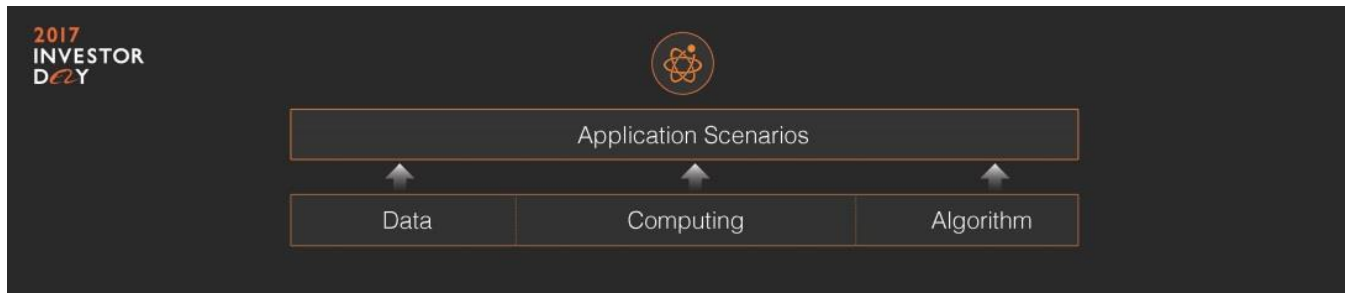 2017
INVESTOR
DAY
Application Scenarios
Data Computing Algorithm